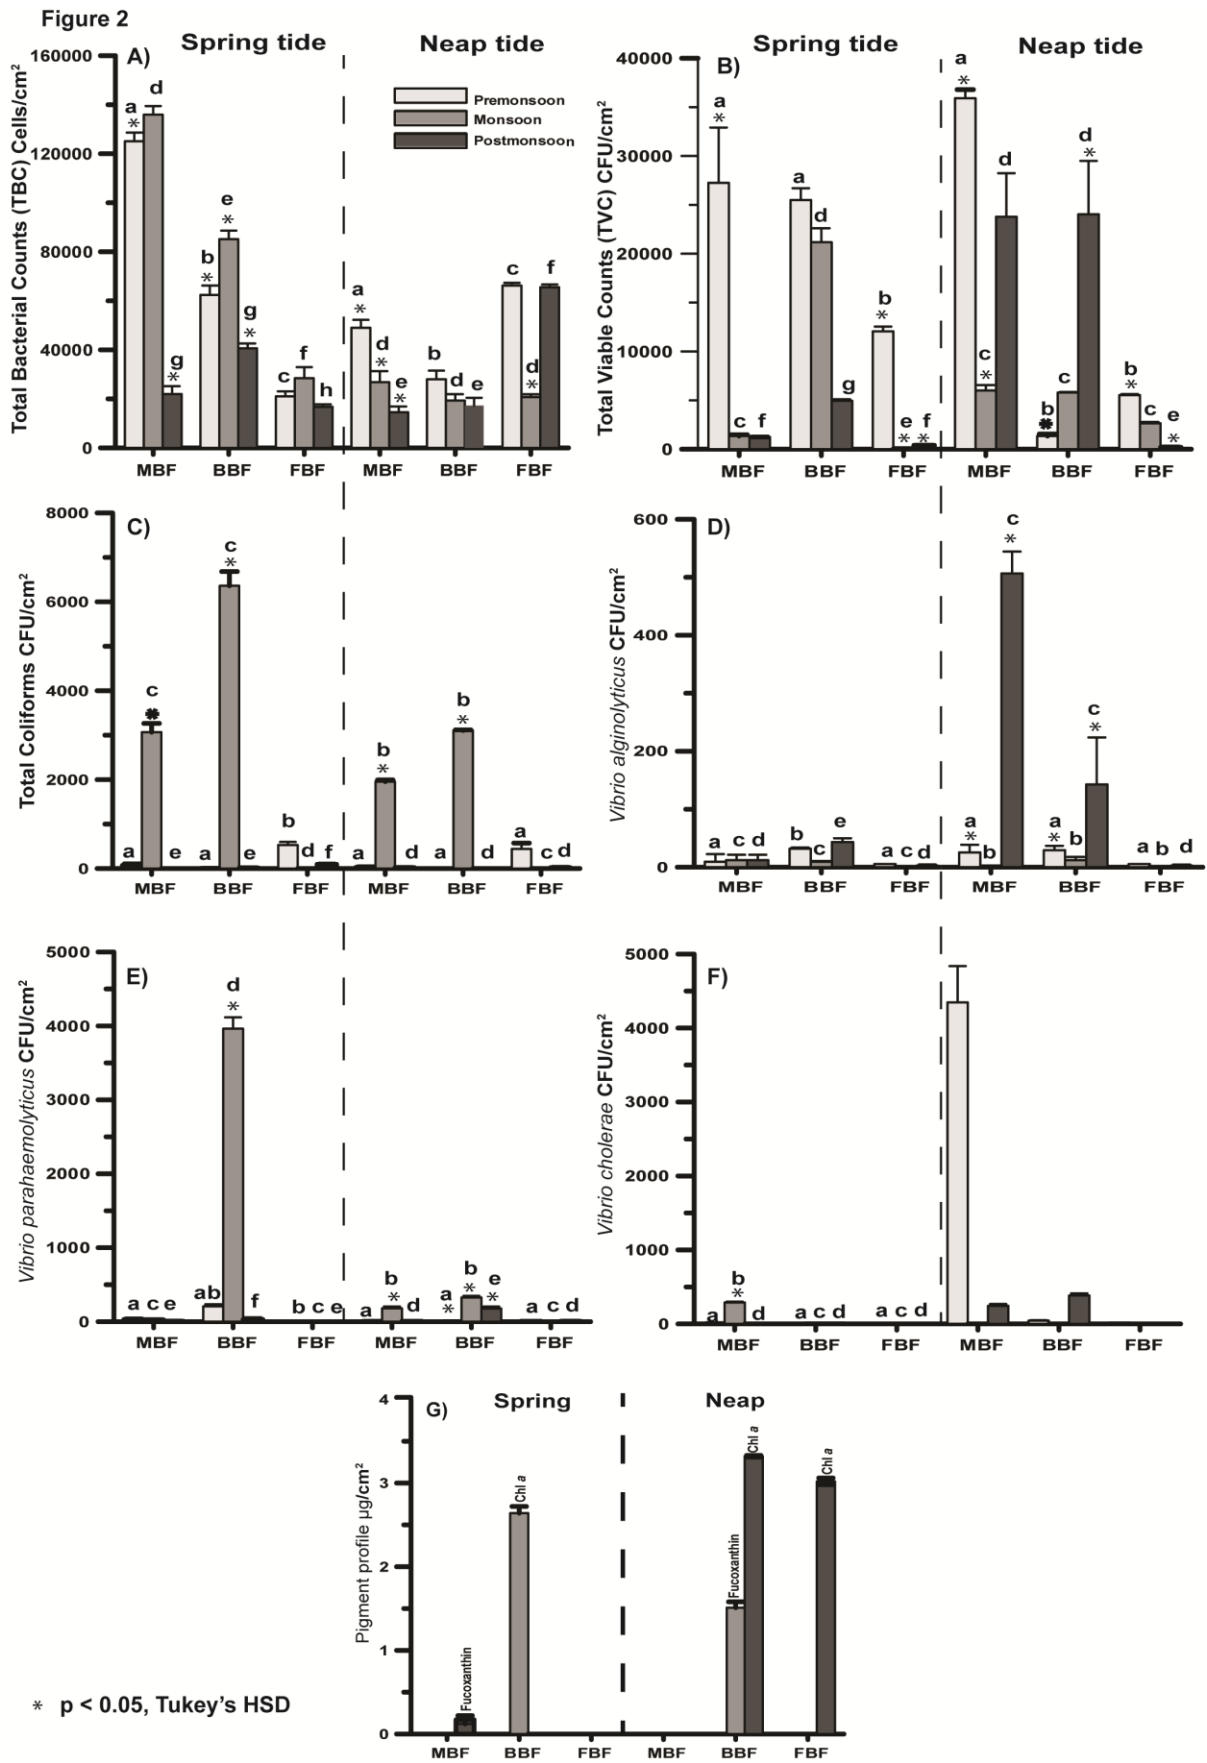 Figure 2
Spring tide
Neap tide
A)
Total Bacterial Counts (TBC) Cells/cm²
160000
120000
80000
40000
0
Premonsoon
Monsoon
Postmonsoon
a
*
d
g
*
b
*
e
*
g
*
c
f
h
a
*
d
*
e
*
b
d
e
c
d
*
f
MBF BBF FBF MBF BBF FBF
Spring tide
Neap tide
B)
Total Viable Counts (TVC) CFU/cm²
40000
30000
20000
10000
0
a
*
c
f
a
d
g
b
*
e
*
f
*
a
*
c
*
d
b
*
c
d
*
b
*
c
e
*
MBF BBF FBF MBF BBF FBF
C)
Total Coliforms CFU/cm²
8000
6000
4000
2000
0
a
c
*
e
a
c
*
e
b
d
f
a
b
*
d
a
b
*
d
a
c
d
MBF BBF FBF MBF BBF FBF
D)
Vibrio alginolyticus CFU/cm²
600
400
200
0
a c d
b
c
e
a c d
a
*
b
c
*
a
*
b
c
*
a b d
MBF BBF FBF MBF BBF FBF
E)
Vibrio parahaemolyticus CFU/cm²
5000
4000
3000
2000
1000
0
a c e
ab
d
*
f
b c e
a
b
*
d
a
*
b
*
e
*
a c d
MBF BBF FBF MBF BBF FBF
F)
Vibrio cholerae CFU/cm²
5000
4000
3000
2000
1000
0
a
b
*
d
a c d
a c d
MBF BBF FBF MBF BBF FBF
G)
Spring
Neap
Pigment profile µg/cm²
4
3
2
1
0
Fucoxanthin
Chl a
Fucoxanthin
Chl a
Chl a
MBF BBF FBF MBF BBF FBF
* p < 0.05, Tukey's HSD